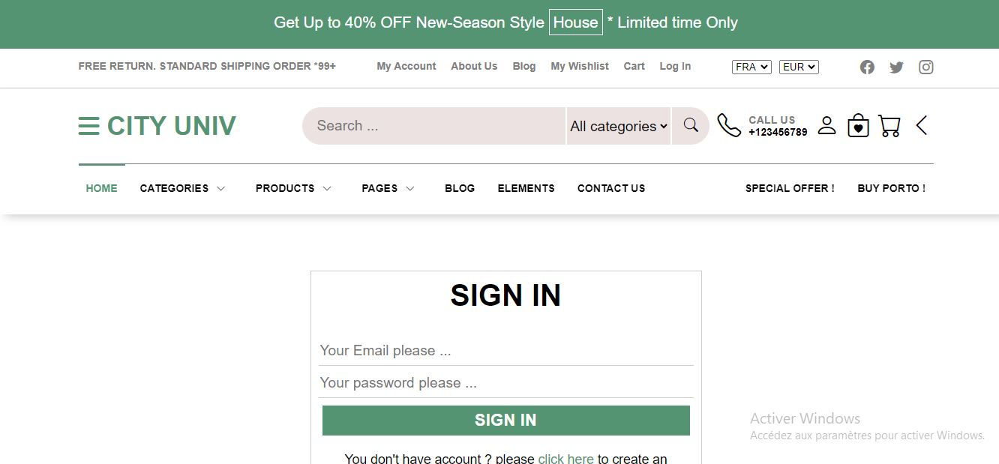 Get Up to 40% OFF New-Season Style House * Limited time Only
FREE RETURN. STANDARD SHIPPING ORDER *99+ My Account About Us Blog My Wishlist Cart Log In FRA EUR
CITY UNIV Search ... All categories CALL US
+123456789
HOME CATEGORIES PRODUCTS PAGES BLOG ELEMENTS CONTACT US SPECIAL OFFER ! BUY PORTO !
SIGN IN
Your Email please ...
Your password please ...
SIGN IN
Activer Windows
Accédez aux paramètres pour activer Windows.
You don't have account ? please click here to create an